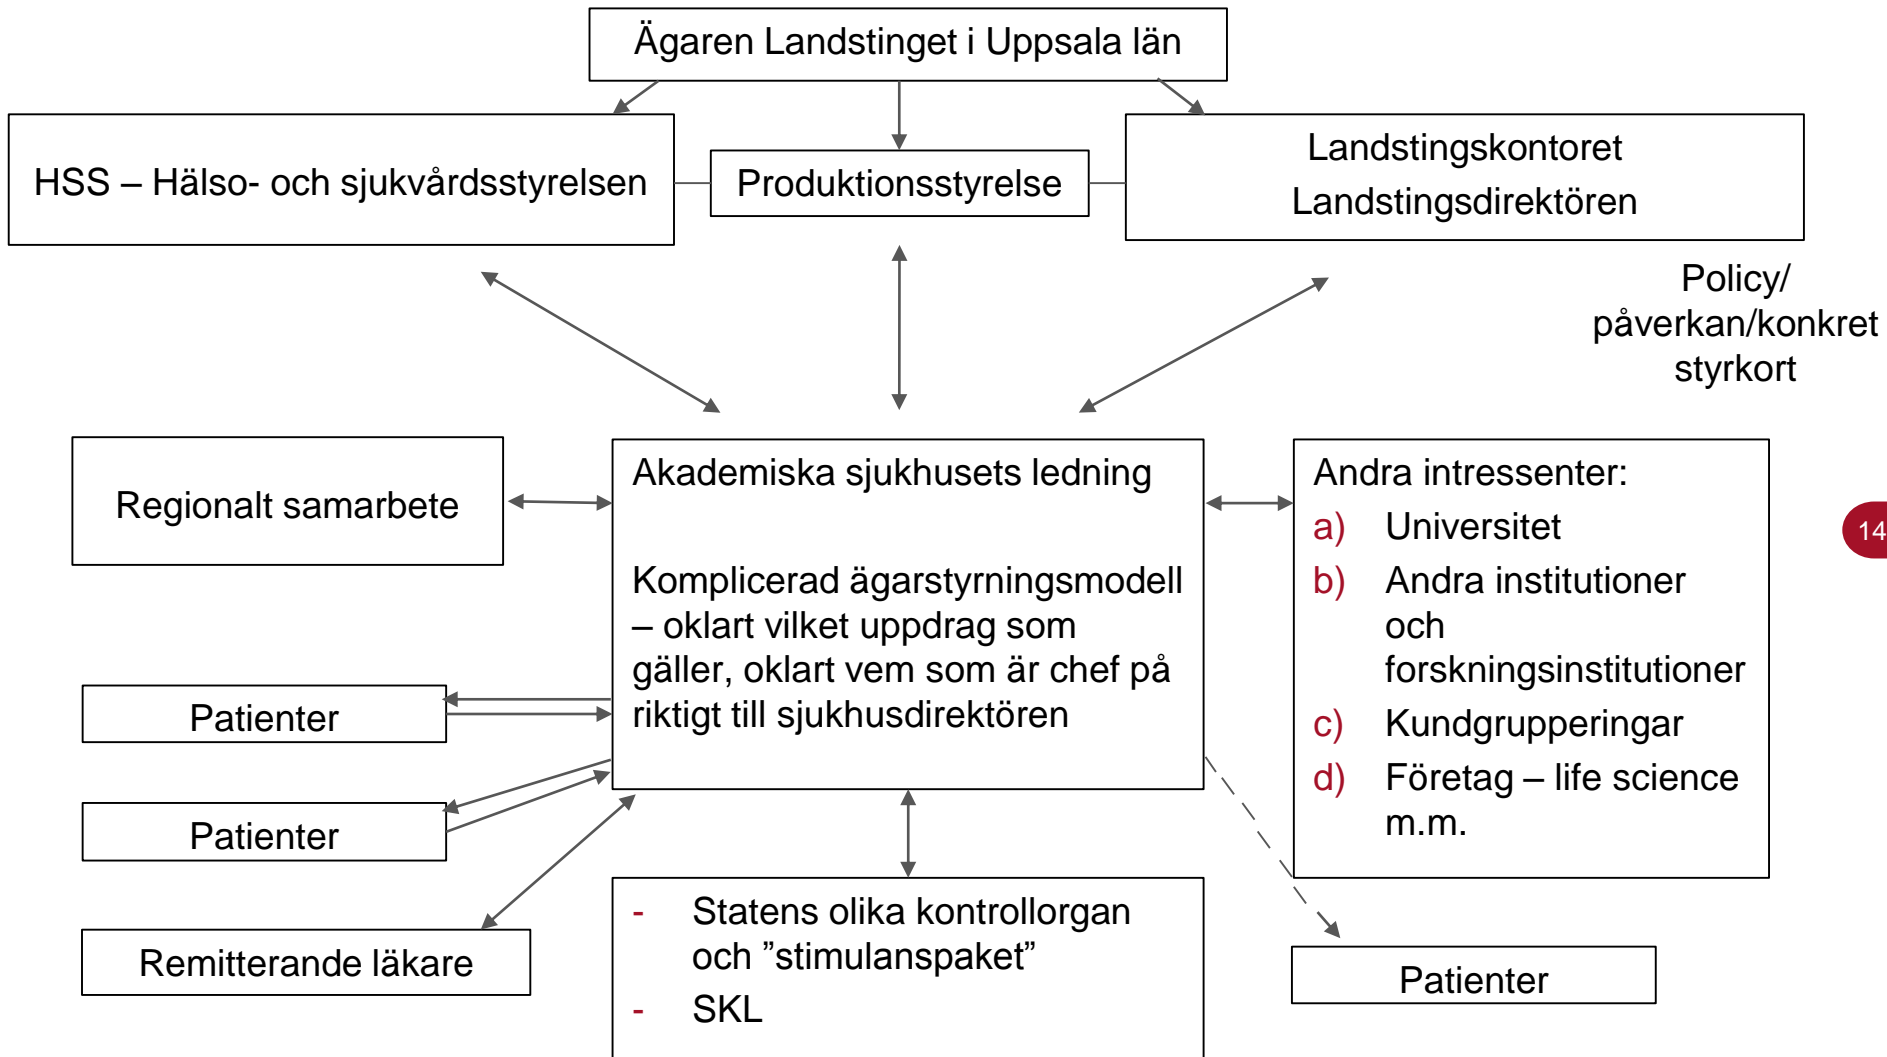 Ägaren Landstinget i Uppsala län
HSS – Hälso- och sjukvårdsstyrelsen
Produktionsstyrelse
Landstingskontoret
Landstingsdirektören
Policy/
påverkan/konkret
styrkort
Regionalt samarbete
Akademiska sjukhusets ledning
Komplicerad ägarstyrningsmodell
– oklart vilket uppdrag som
gäller, oklart vem som är chef på
riktigt till sjukhusdirektören
Andra intressenter:
a) Universitet
b) Andra institutioner
och
forskningsinstitutioner
c) Kundgrupperingar
d) Företag – life science
m.m.
14
Patienter
Patienter
Remitterande läkare
- Statens olika kontrollorgan
och ”stimulanspaket”
- SKL
Patienter